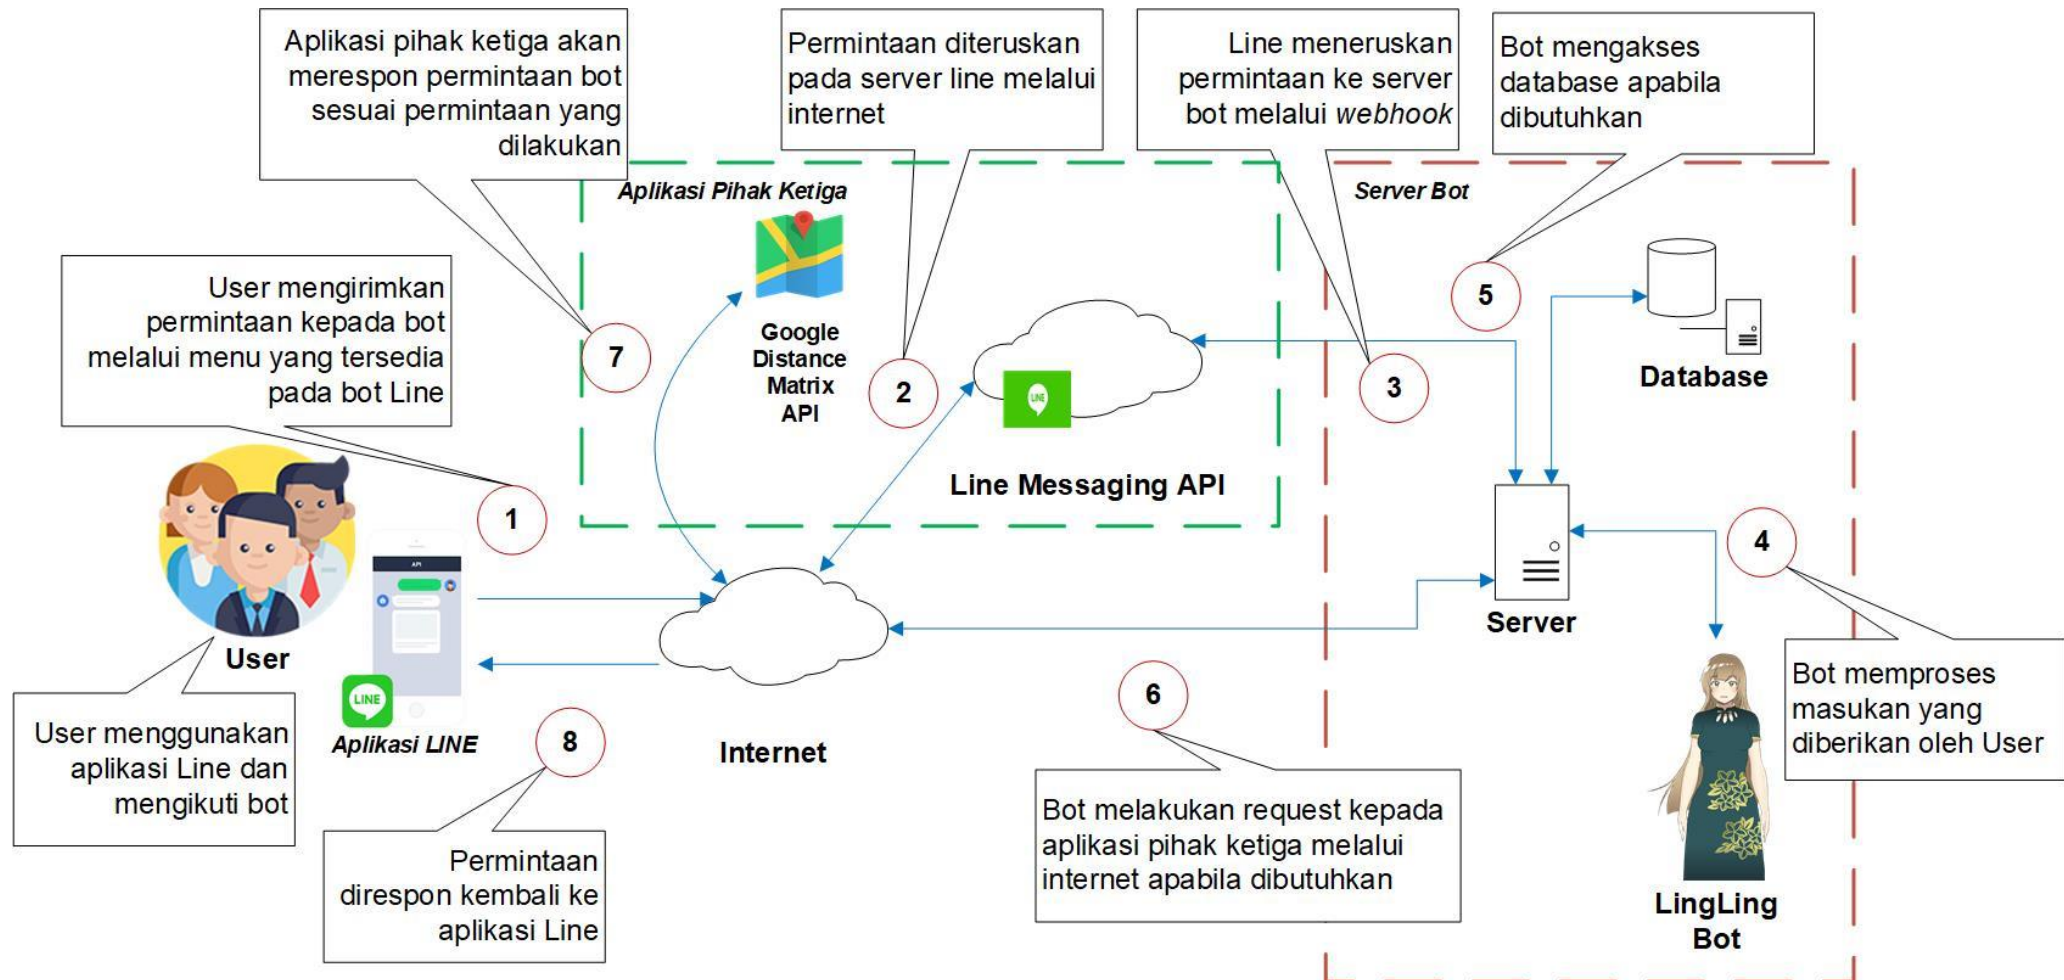 Aplikasi pihak ketiga akan
merespon permintaan bot
sesuai permintaan yang
dilakukan
Permintaan diteruskan
pada server line melalui
internet
Line meneruskan
permintaan ke server
bot melalui webhook
Bot mengakses
database apabila
dibutuhkan
Aplikasi Pihak Ketiga
Server Bot
User mengirimkan
permintaan kepada bot
melalui menu yang tersedia
pada bot Line
Google
Distance
Matrix
API
7
2
3
5
LINE
Line Messaging API
Database
1
API
4
Server
User
LINE
Aplikasi LINE
Internet
User menggunakan
aplikasi Line dan
mengikuti bot
8
6
Bot memproses
masukan yang
diberikan oleh User
Permintaan
direspon kembali ke
aplikasi Line
Bot melakukan request kepada
aplikasi pihak ketiga melalui
internet apabila dibutuhkan
LingLing
Bot